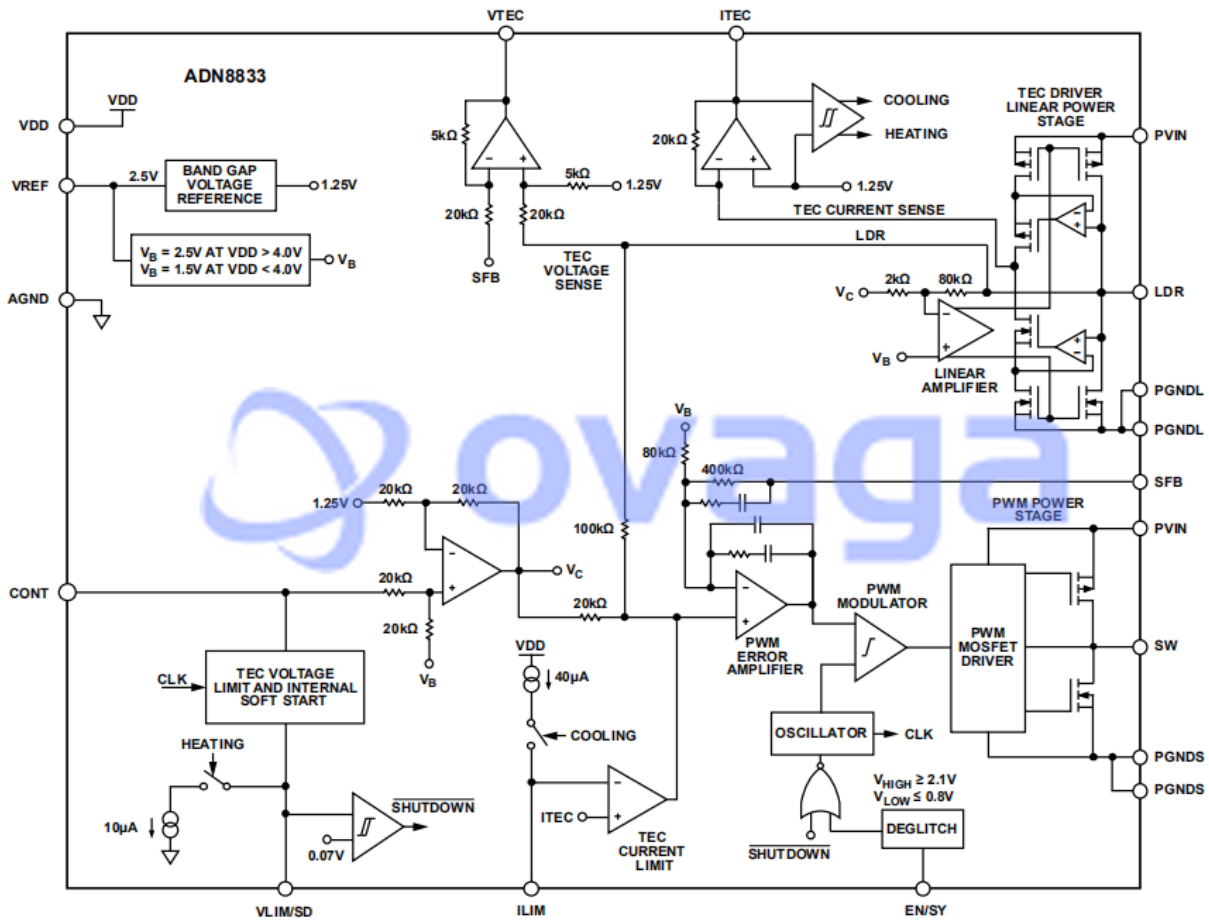 VTEC
ITEC
ADN8833
VDD
VDD
VREF
2.5V
BAND GAP
VOLTAGE
REFERENCE
1.25V
VB = 2.5V AT VDD > 4.0V
VB = 1.5V AT VDD < 4.0V
VB
AGND
5kΩ
−
+
5kΩ
1.25V
20kΩ
20kΩ
SFB
TEC
VOLTAGE
SENSE
20kΩ
−
+
COOLING
HEATING
1.25V
TEC CURRENT SENSE
LDR
TEC DRIVER
LINEAR POWER
STAGE
PVIN
−
+
VC
2kΩ
80kΩ
LDR
−
+
VB
LINEAR
AMPLIFIER
+
−
PGNDL
PGNDL
VB
80kΩ
400kΩ
SFB
ovaga
PWM POWER
STAGE
PVIN
1.25V
20kΩ
20kΩ
100kΩ
−
+
VC
CONT
20kΩ
20kΩ
VB
20kΩ
−
+
PWM
ERROR
AMPLIFIER
PWM
MODULATOR
PWM
MOSFET
DRIVER
SW
CLK
TEC VOLTAGE
LIMIT AND INTERNAL
SOFT START
VDD
40µA
COOLING
OSCILLATOR
CLK
HEATING
10µA
SHUTDOWN
0.07V
−
+
ITEC
TEC
CURRENT
LIMIT
VHIGH ≥ 2.1V
VLOW ≤ 0.8V
DEGLITCH
SHUTDOWN
PGNDS
PGNDS
VLIM/SD
ILIM
EN/SY